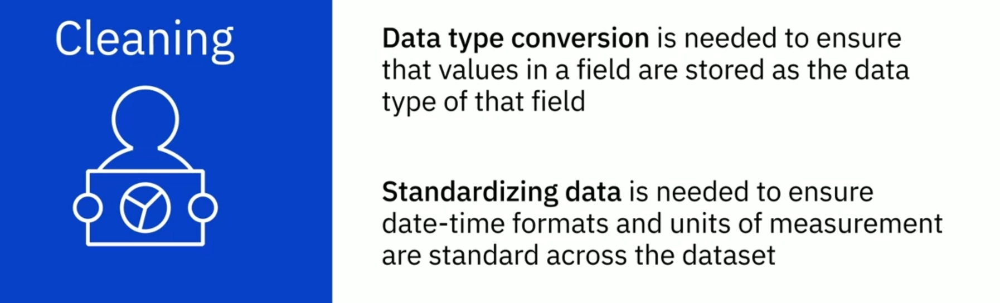 Cleaning
Data type conversion is needed to ensure
that values in a field are stored as the data
type of that field
Standardizing data is needed to ensure
date-time formats and units of measurement
are standard across the dataset